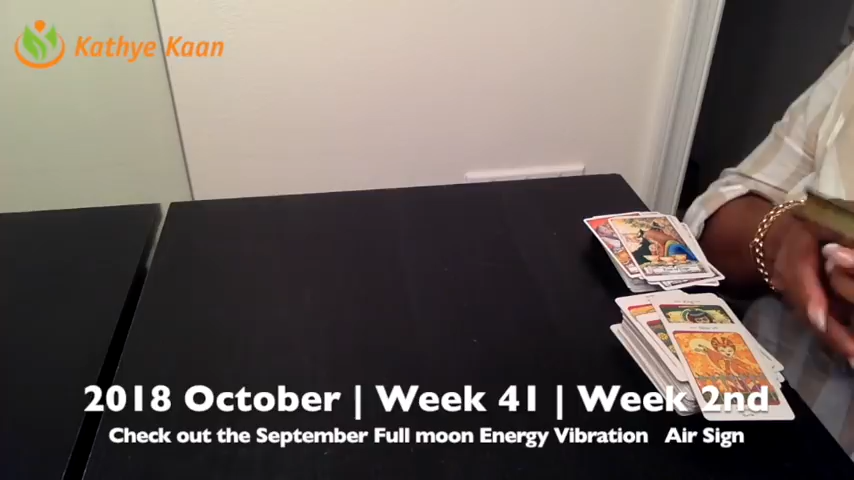 Kathye Kaan
2018 October | Week 41 | Week 2nd
Check out the September Full moon Energy Vibration Air Sign